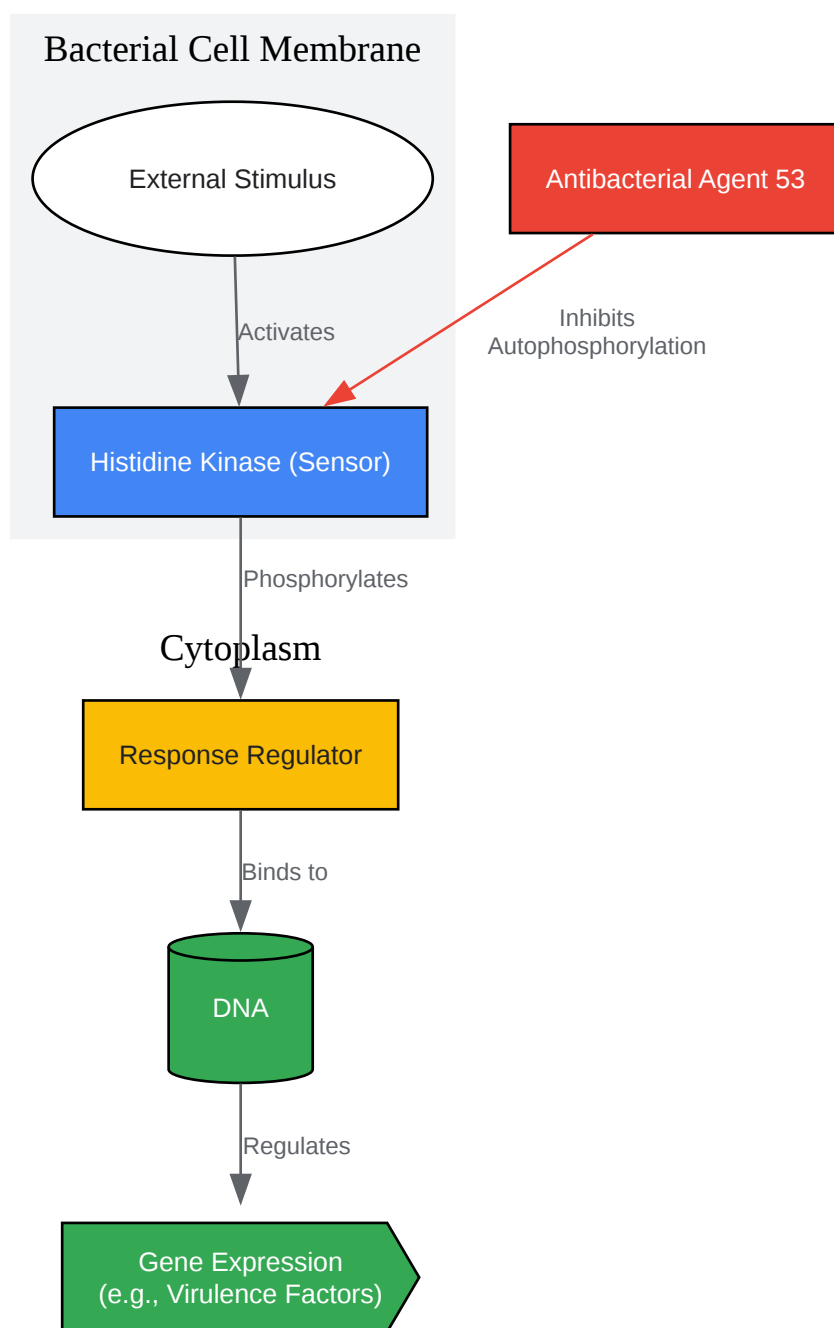 Bacterial Cell Membrane
External Stimulus
Antibacterial Agent 53
Activates
Inhibits
Autophosphorylation
Histidine Kinase (Sensor)
Phosphorylates
Cytoplasm
Response Regulator
Binds to
DNA
Regulates
Gene Expression
(e.g., Virulence Factors)